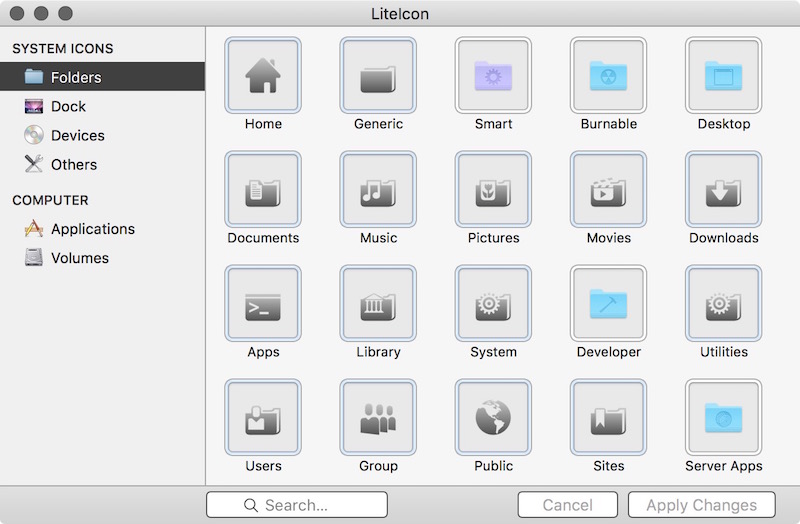 LiteIcon
SYSTEM ICONS
Folders
Dock
Devices
Others
COMPUTER
Applications
Volumes
Home Generic Smart Burnable Desktop
Documents Music Pictures Movies Downloads
Apps Library System Developer Utilities
Users Group Public Sites Server Apps
Search... Cancel Apply Changes